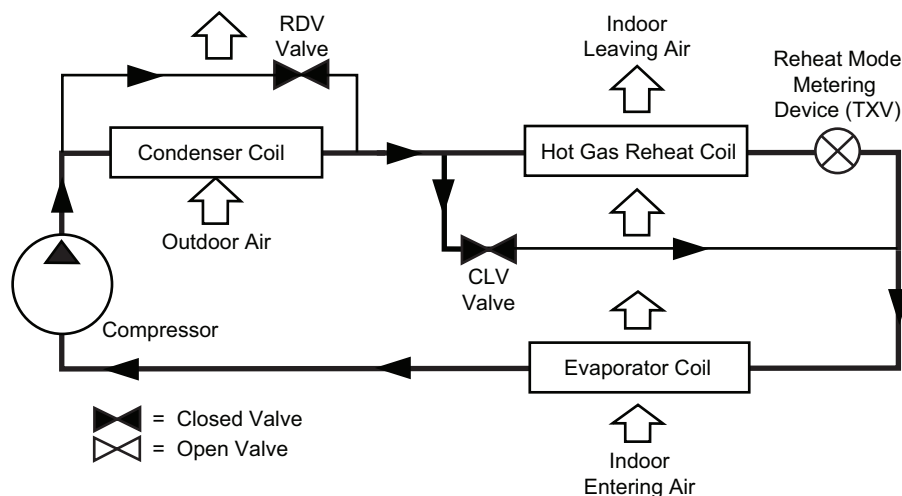 RDV
Valve
Indoor
Leaving Air
Reheat Mode
Metering
Device (TXV)
Condenser Coil
Hot Gas Reheat Coil
Outdoor Air
CLV
Valve
Compressor
Evaporator Coil
= Closed Valve
= Open Valve
Indoor
Entering Air